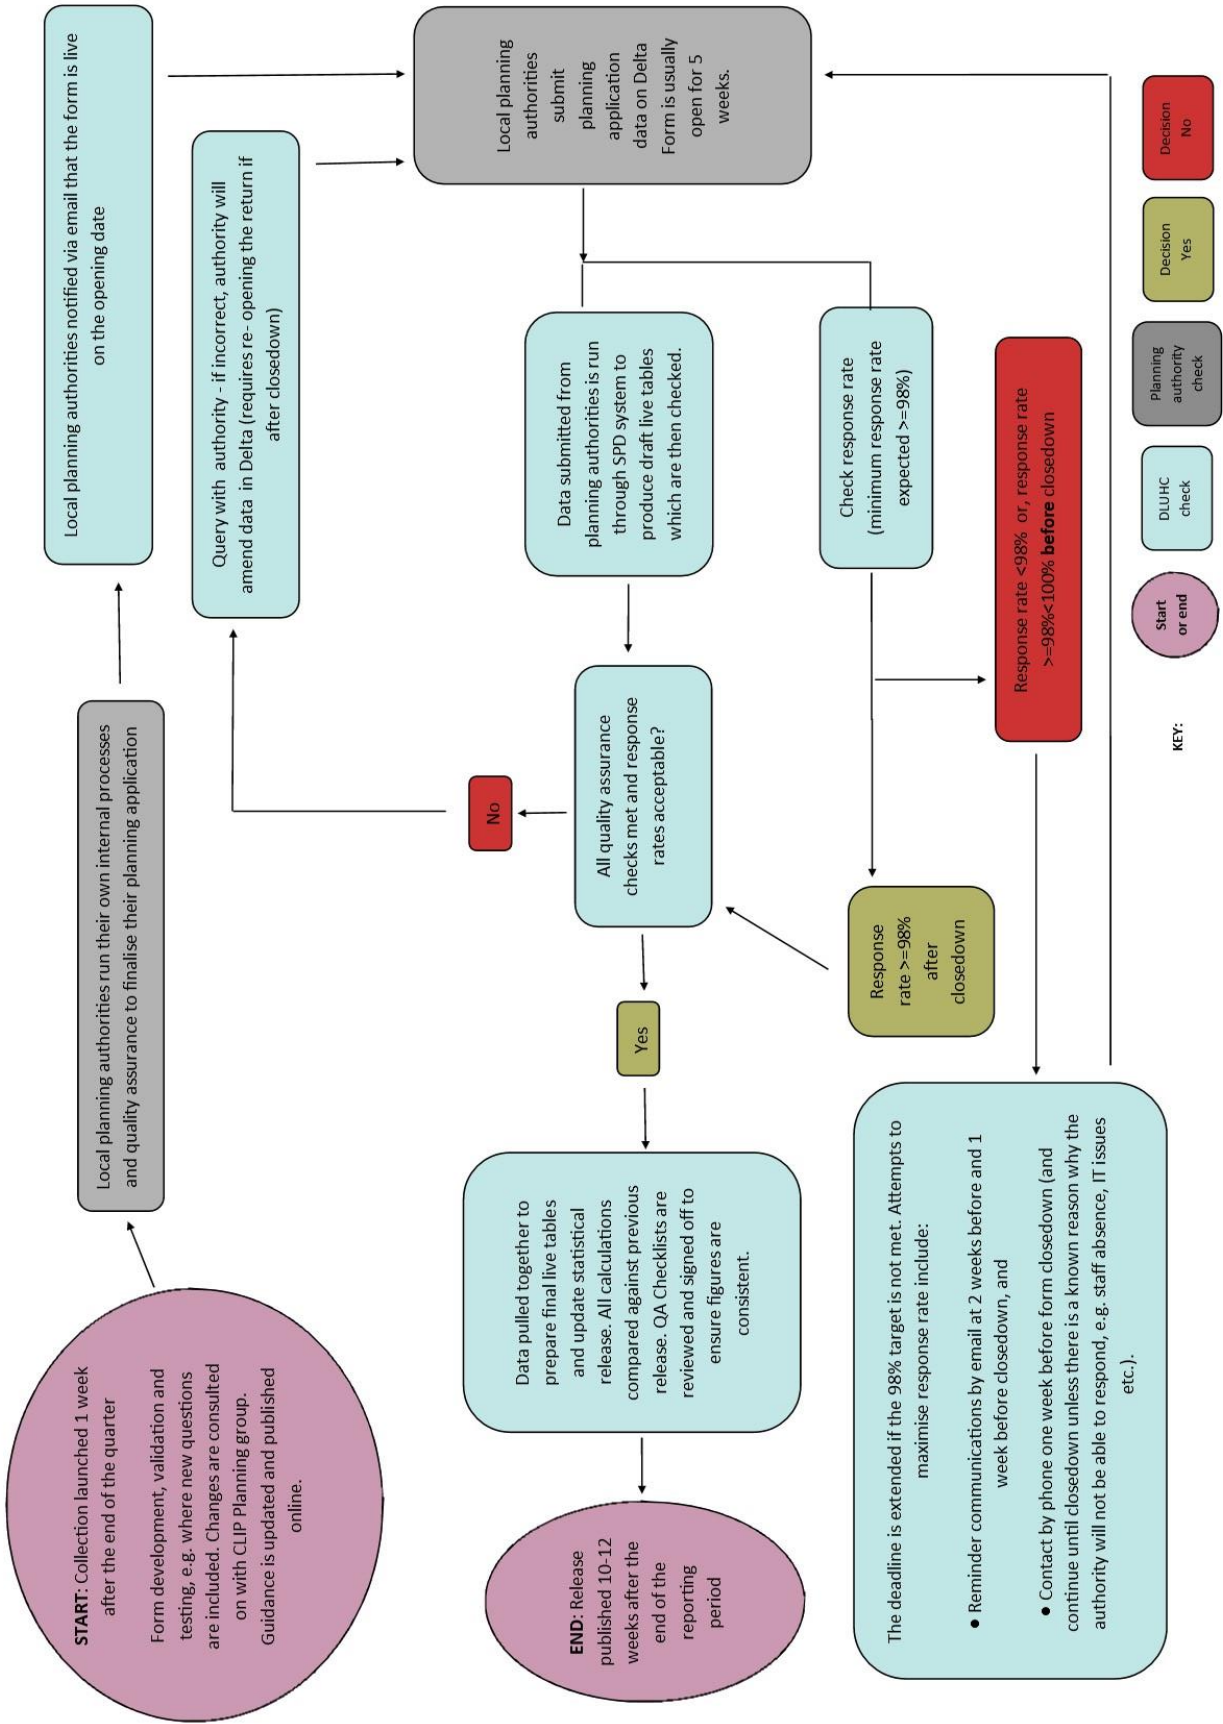 START: Collection launched 1 week
after the end of the quarter
Form development, validation and
testing, e.g. where new questions
are included. Changes are consulted
on with CLIP Planning group.
Guidance is updated and published
online.
Local planning authorities run their own internal processes
and quality assurance to finalise their planning application
Local planning authorities notified via email that the form is live
on the opening date
Query with authority - if incorrect, authority will
amend data in Delta (requires re- opening the return if
after closedown)
Local planning
authorities
submit
planning
application
data on Delta
Form is usually
open for 5
weeks.
Data submitted from
planning authorities is run
through SPD system to
produce draft live tables
which are then checked.
All quality assurance
checks met and response
rates acceptable?
No
Yes
Data pulled together to
prepare final live tables
and update statistical
release. All calculations
compared against previous
release. QA Checklists are
reviewed and signed off to
ensure figures are
consistent.
END: Release
published 10-12
weeks after the
end of the
reporting
period
Check response rate
(minimum response rate
expected >=98%)
Response
rate >=98%
after
closedown
Response rate <98% or, response rate
>=98%<100% before closedown
The deadline is extended if the 98% target is not met. Attempts to
maximise response rate include:
● Reminder communications by email at 2 weeks before and 1
week before closedown, and
● Contact by phone one week before form closedown (and
continue until closedown unless there is a known reason why the
authority will not be able to respond, e.g. staff absence, IT issues
etc.).
KEY:
Start
or end
DLUHC
check
Planning
authority
check
Decision
Yes
Decision
No